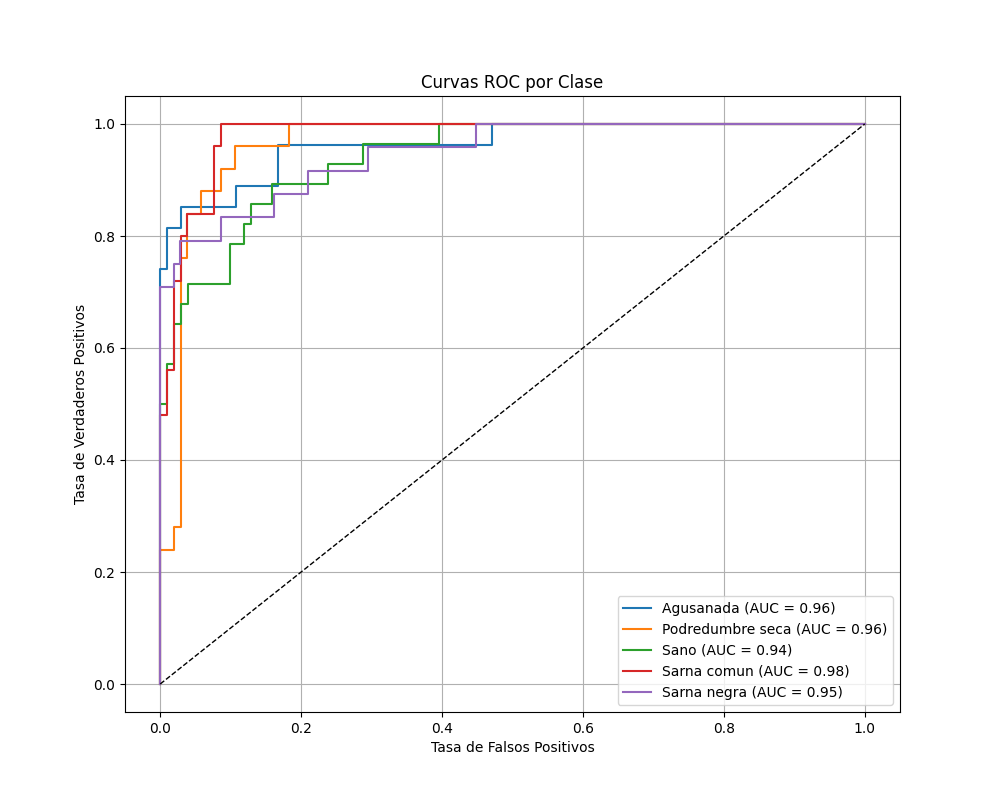 Curvas ROC por Clase
Tasa de Verdaderos Positivos
1.0
0.8
0.6
0.4
0.2
0.0
0.0 0.2 0.4 0.6 0.8 1.0
Tasa de Falsos Positivos
Agusanada (AUC = 0.96)
Podredumbre seca (AUC = 0.96)
Sano (AUC = 0.94)
Sarna comun (AUC = 0.98)
Sarna negra (AUC = 0.95)